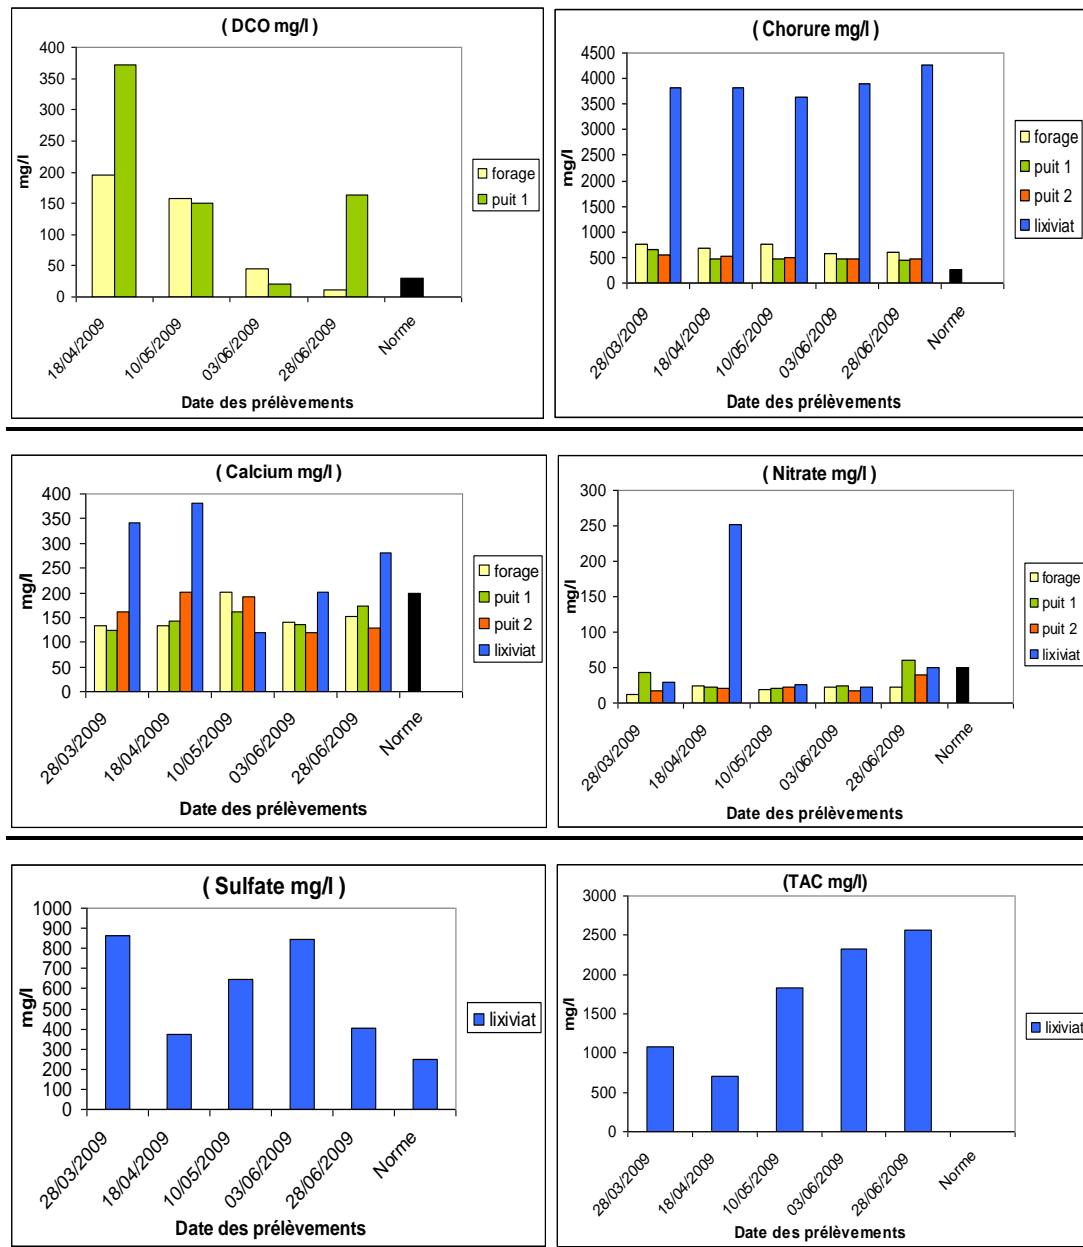 ( DCO mg/l )
400
350
300
250
200
150
100
50
0
mg/l
18/04/2009
10/05/2009
03/06/2009
28/06/2009
Norme
Date des prélèvements
forage
puit 1
( Chorure mg/l )
4500
4000
3500
3000
2500
2000
1500
1000
500
0
mg/l
28/03/2009
18/04/2009
10/05/2009
03/06/2009
28/06/2009
Norme
Date des prélèvements
forage
puit 1
puit 2
lixiviat
( Calcium mg/l )
400
350
300
250
200
150
100
50
0
mg/l
28/03/2009
18/04/2009
10/05/2009
03/06/2009
28/06/2009
Norme
Date des prélèvements
forage
puit 1
puit 2
lixiviat
( Nitrate mg/l )
300
250
200
150
100
50
0
mg/l
28/03/2009
18/04/2009
10/05/2009
03/06/2009
28/06/2009
Norme
Date des prélèvements
forage
puit 1
puit 2
lixiviat
( Sulfate mg/l )
1000
900
800
700
600
500
400
300
200
100
0
mg/l
28/03/2009
18/04/2009
10/05/2009
03/06/2009
28/06/2009
Norme
Date des prélèvements
lixiviat
(TAC mg/l)
3000
2500
2000
1500
1000
500
0
mg/l
28/03/2009
18/04/2009
10/05/2009
03/06/2009
28/06/2009
Norme
Date des prélèvements
lixiviat